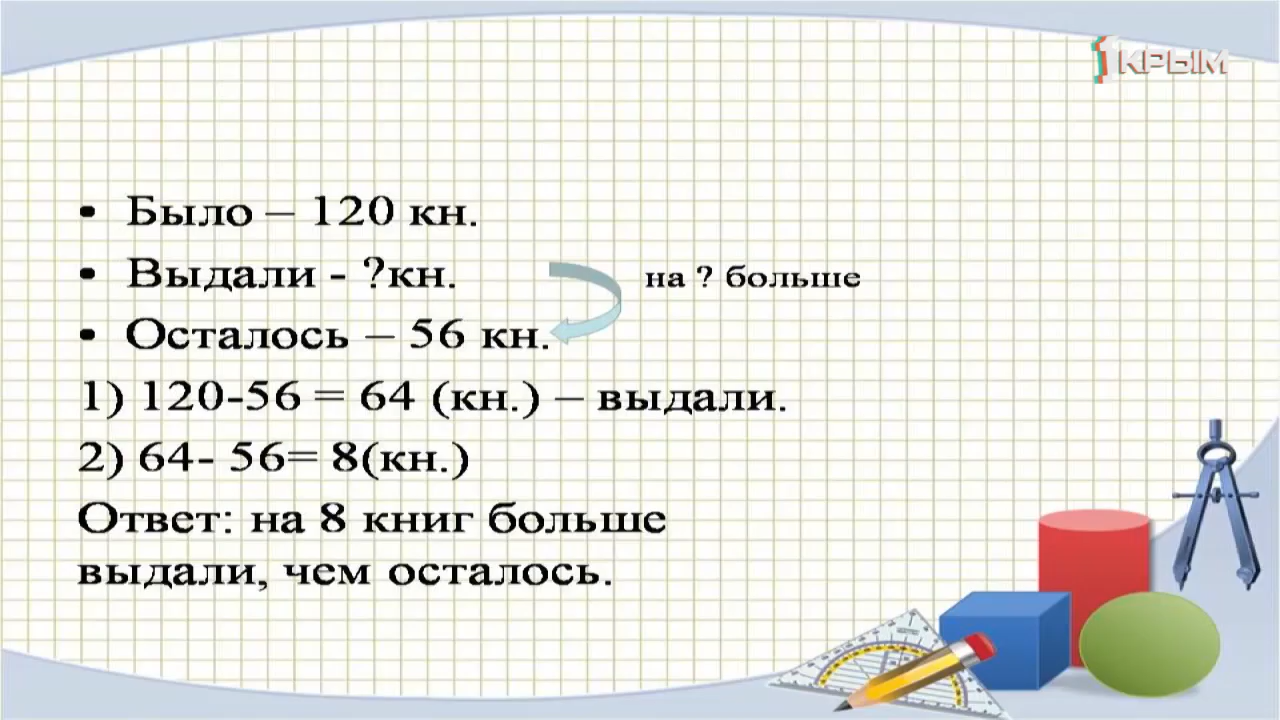 1КРЫМ
• Было – 120 кн.
• Выдали - ?кн.
на ? больше
• Осталось – 56 кн.
1) 120-56 = 64 (кн.) – выдали.
2) 64- 56= 8(кн.)
Ответ: на 8 книг больше
выдали, чем осталось.